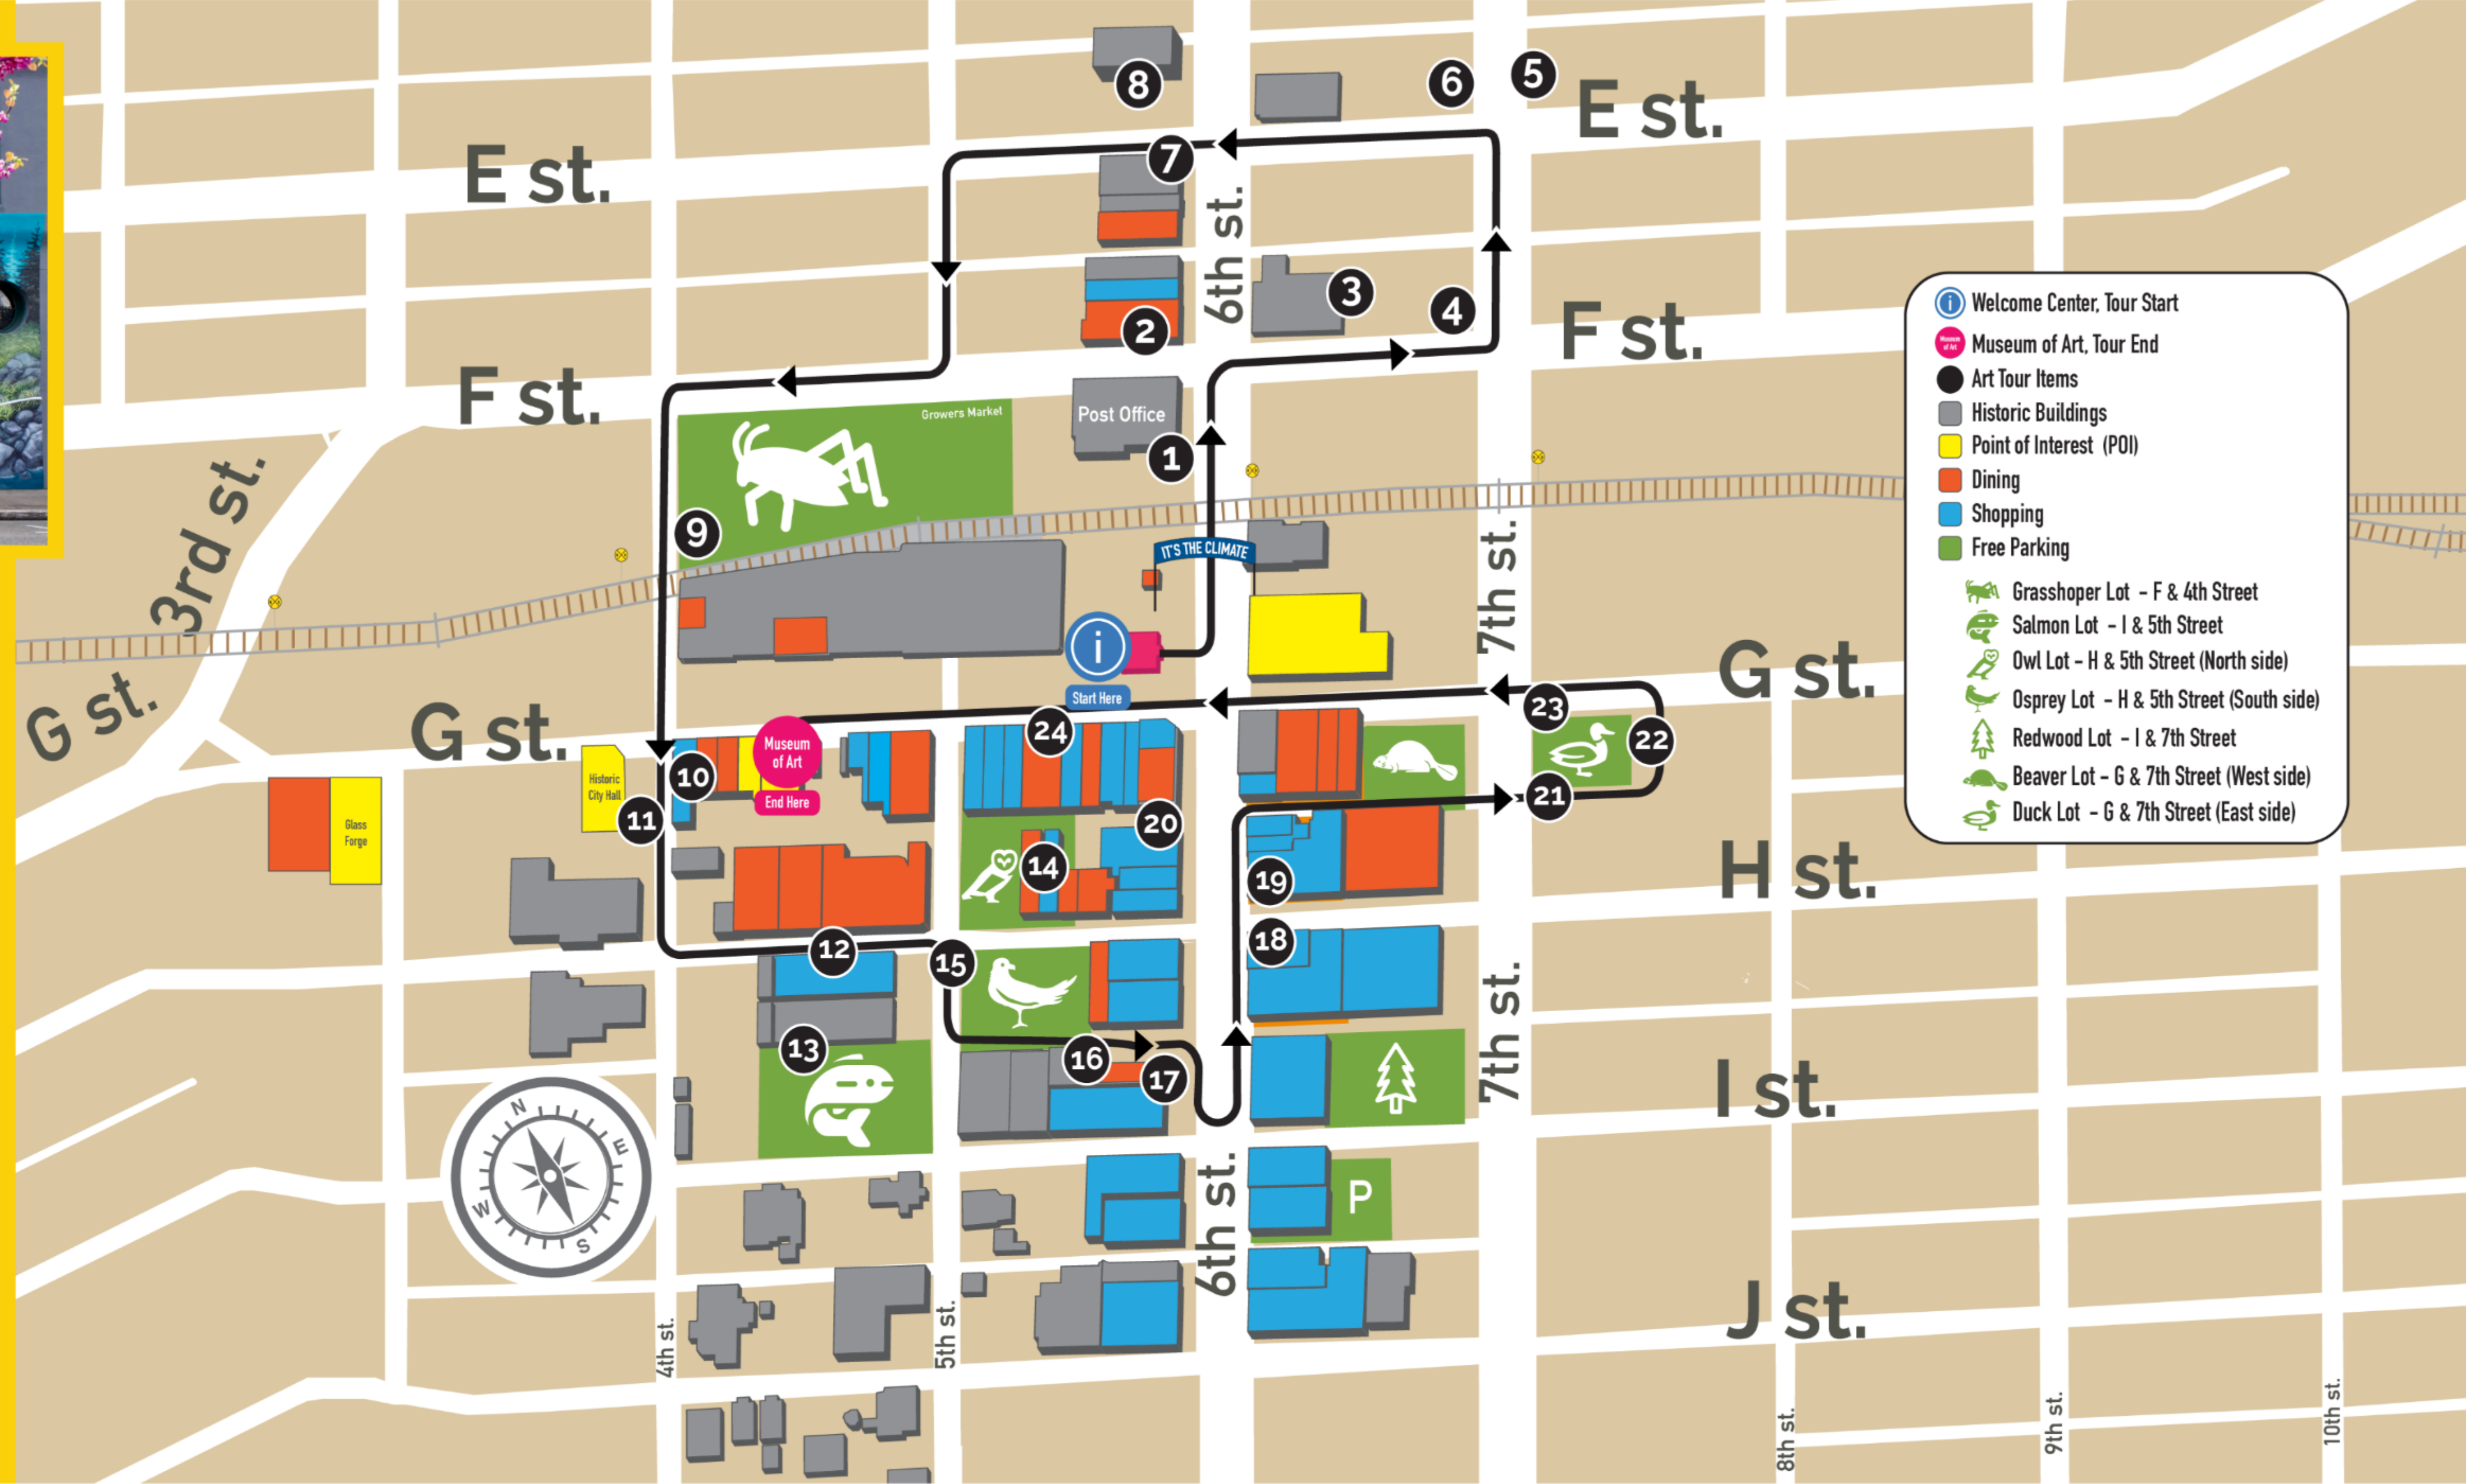 8
6
5
E st.
E st.
7
6th st.
3
4
2
F st.
F st.
Growers Market
Post Office
1
3rd st.
9
IT'S THE CLIMATE
7th st.
i
Start Here
G st.
G st.
G st.
23
22
24
Museum
of Art
End Here
10
Historic
City Hall
11
21
20
Glass
Forge
14
19
H st.
12
15
18
13
16
17
7th st.
I st.
N
E
W
S
6th st.
P
J st.
4th st.
5th st.
8th st.
9th st.
10th st.
i Welcome Center, Tour Start
Museum
of Art
Museum of Art, Tour End
Art Tour Items
Historic Buildings
Point of Interest (POI)
Dining
Shopping
Free Parking
Grasshoper Lot - F & 4th Street
Salmon Lot - I & 5th Street
Owl Lot - H & 5th Street (North side)
Osprey Lot - H & 5th Street (South side)
Redwood Lot - I & 7th Street
Beaver Lot - G & 7th Street (West side)
Duck Lot - G & 7th Street (East side)